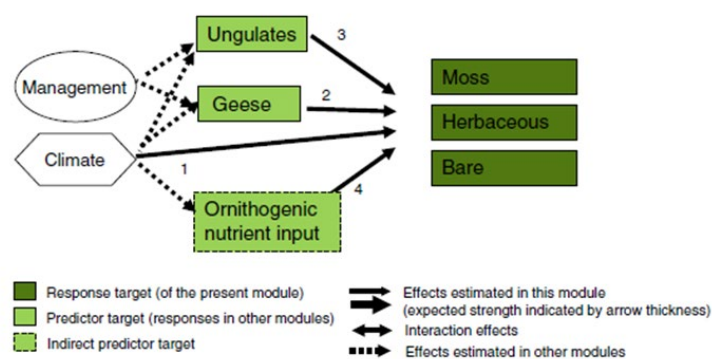 Ungulates
3
Management
Moss
Geese
2
Herbaceous
Climate
1
Bare
4
Ornithogenic
nutrient input
Response target (of the present module)
Predictor target (responses in other modules)
Indirect predictor target
Effects estimated in this module
(expected strength indicated by arrow thickness)
Interaction effects
Effects estimated in other modules